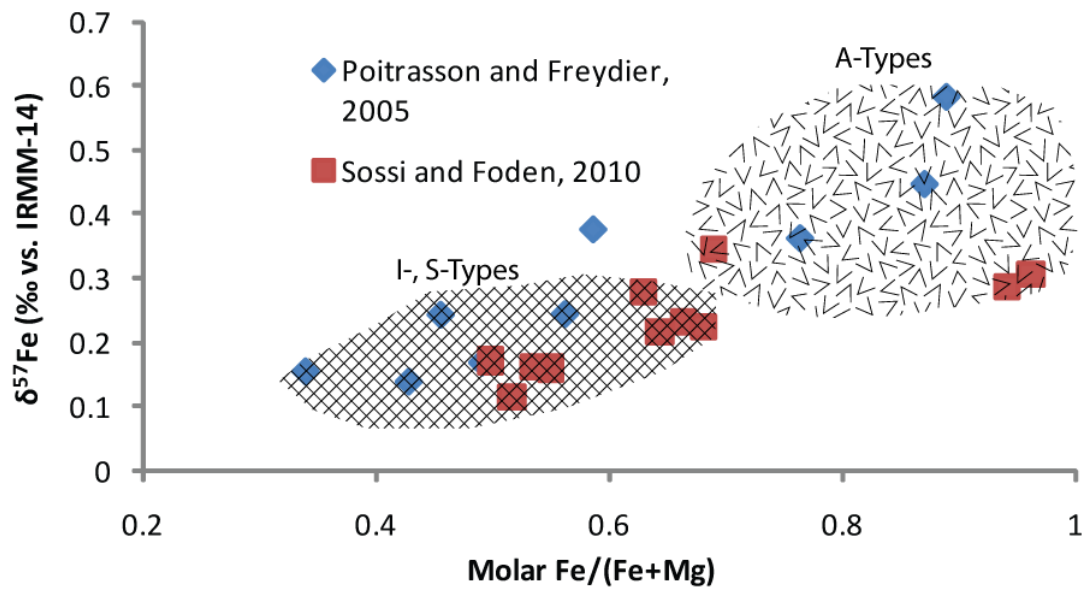 0.7
0.6
0.5
0.4
0.3
0.2
0.1
0
δ57Fe (‰ vs. IRMM-14)
Poitrasson and Freydier,
2005
Sossi and Foden, 2010
A-Types
I-, S-Types
0.2 0.4 0.6 0.8 1
Molar Fe/(Fe+Mg)